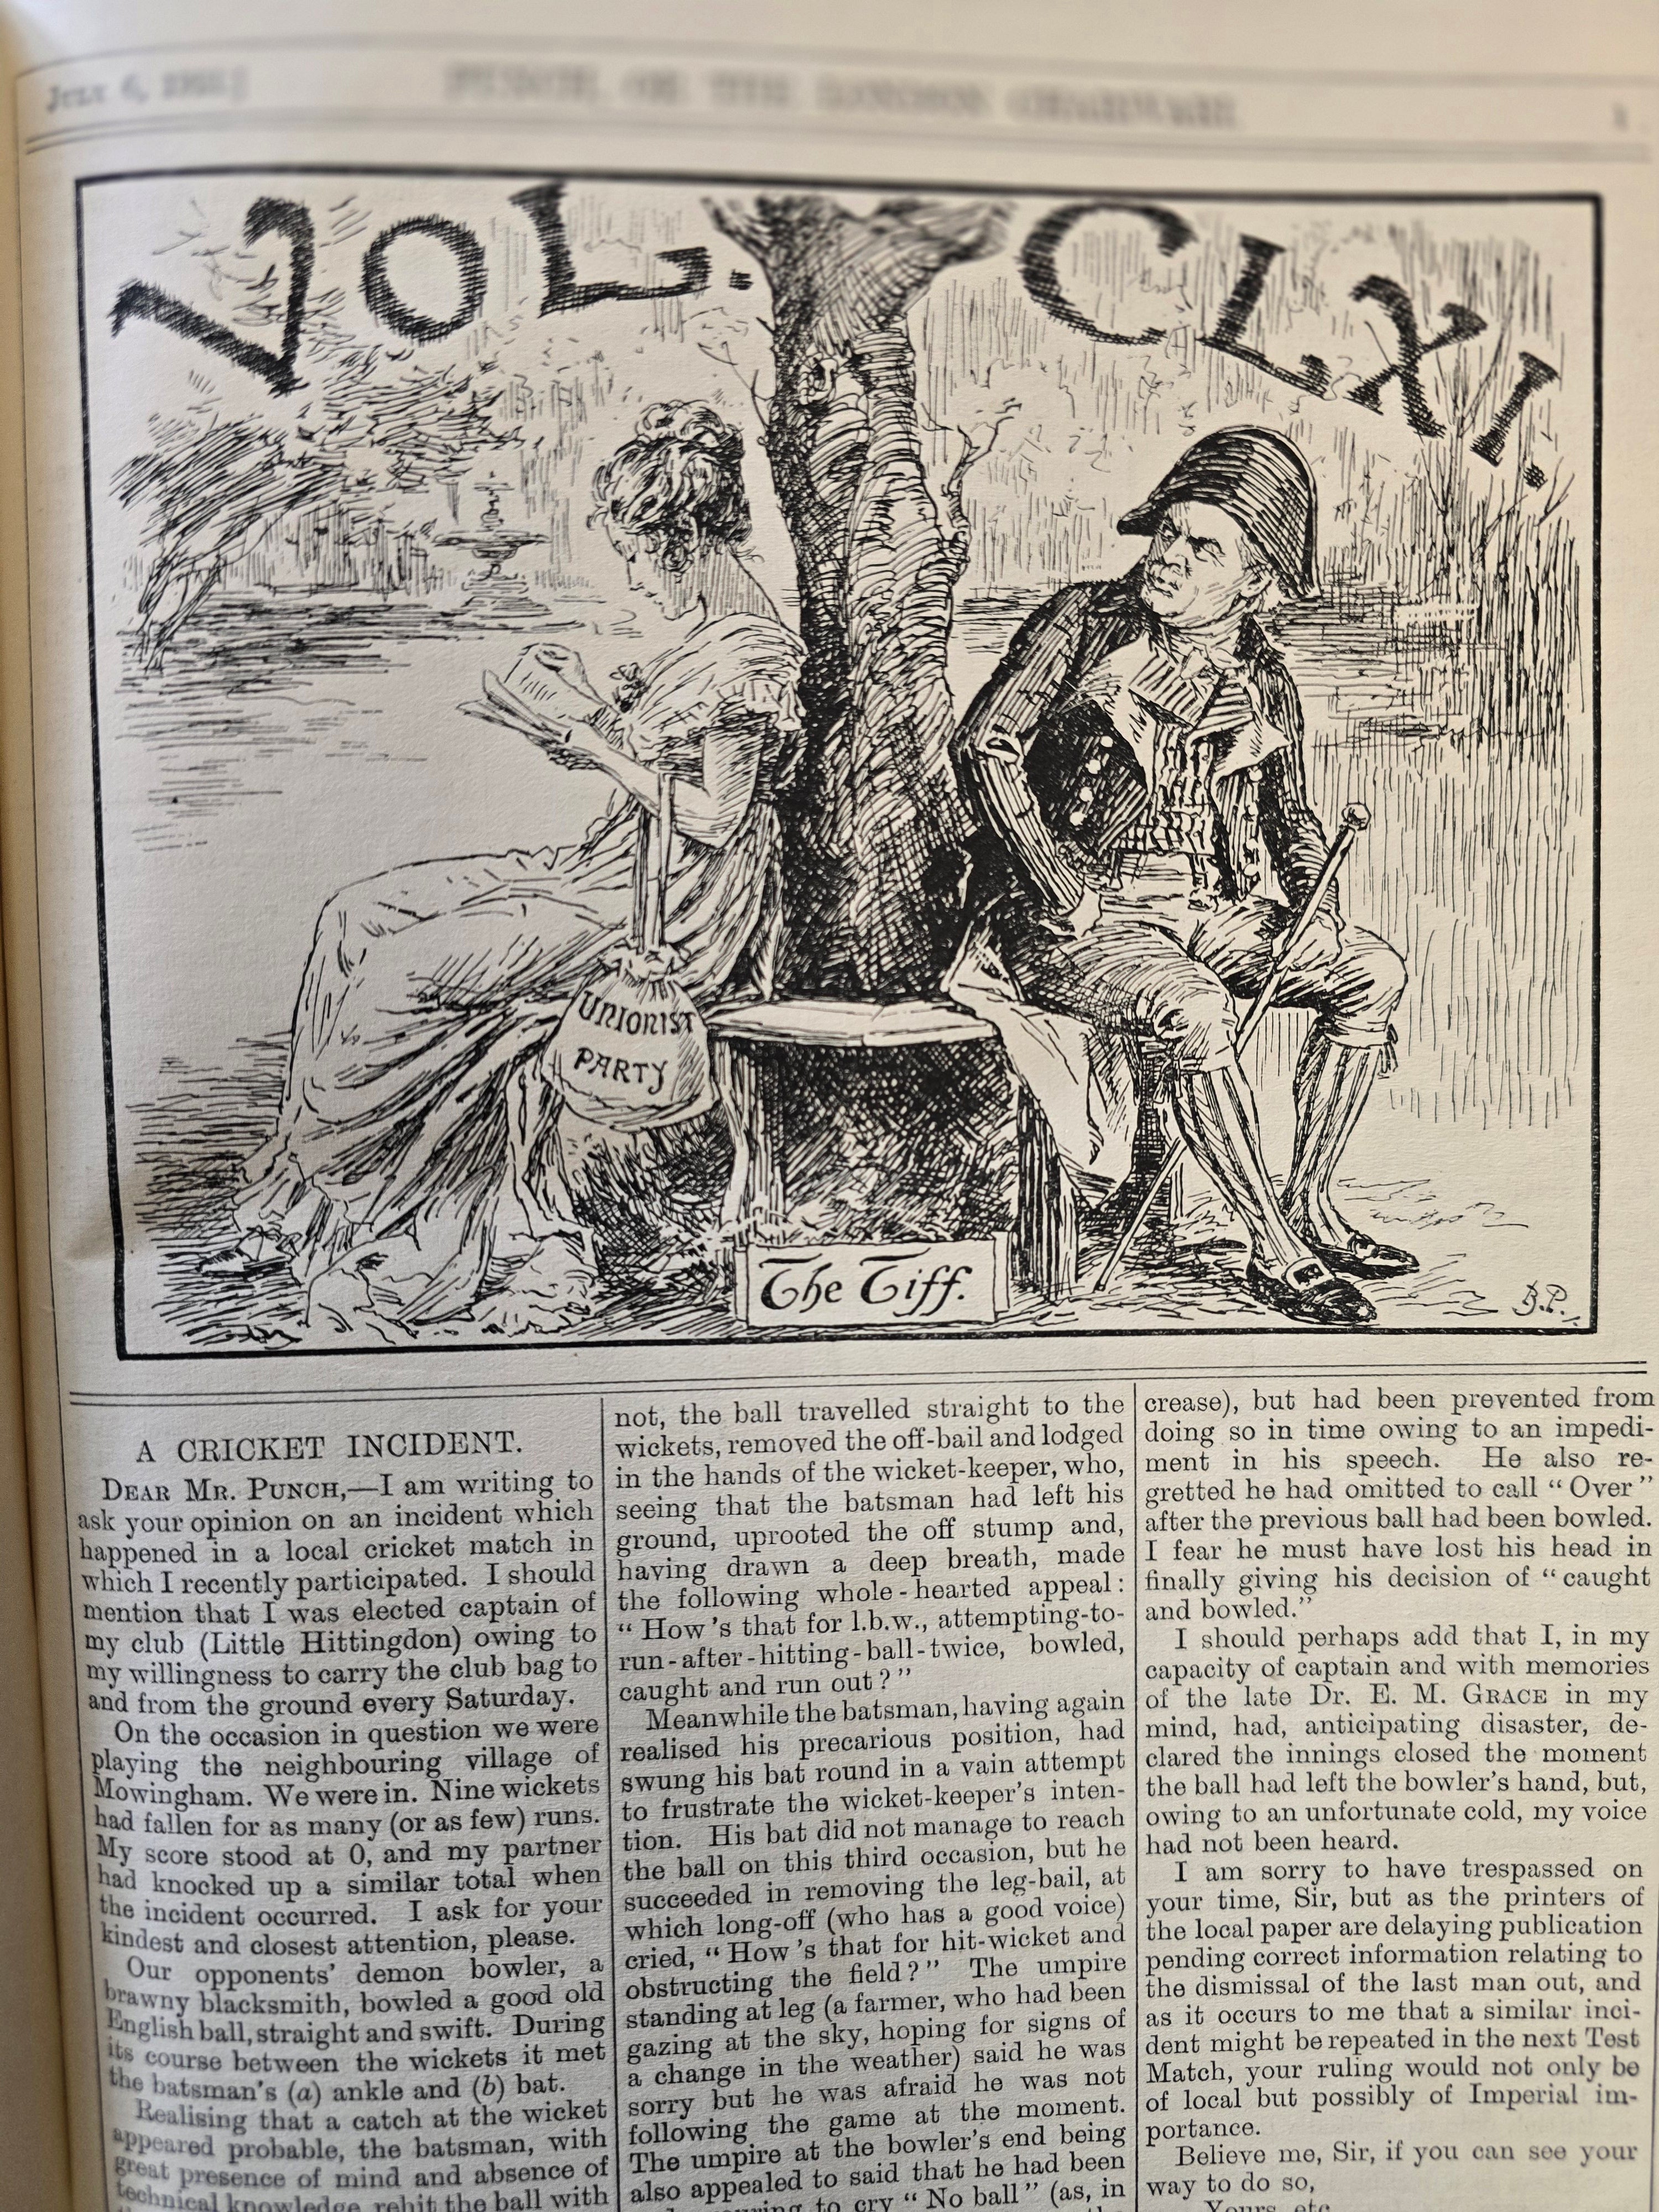 JULY 6, 1921.]
PUNCH, OR THE LONDON CHARIVARI.
1
VOL. CLXI.
UNIONIST
PARTY
The Tiff.
B.P.
A CRICKET INCIDENT.
DEAR MR. PUNCH,—I am writing to
ask your opinion on an incident which
happened in a local cricket match in
which I recently participated. I should
mention that I was elected captain of
my club (Little Hittingdon) owing to
my willingness to carry the club bag to
and from the ground every Saturday.
On the occasion in question we were
playing the neighbouring village of
Mowingham. We were in. Nine wickets
had fallen for as many (or as few) runs.
My score stood at 0, and my partner
had knocked up a similar total when
the incident occurred. I ask for your
kindest and closest attention, please.
Our opponents' demon bowler, a
brawny blacksmith, bowled a good old
English ball, straight and swift. During
its course between the wickets it met
the batsman's (a) ankle and (b) bat.
Realising that a catch at the wicket
appeared probable, the batsman, with
great presence of mind and absence of
technical knowledge, rehit the ball with
not, the ball travelled straight to the
wickets, removed the off-bail and lodged
in the hands of the wicket-keeper, who,
seeing that the batsman had left his
ground, uprooted the off stump and,
having drawn a deep breath, made
the following whole-hearted appeal:
"How's that for l.b.w., attempting-to-
run-after-hitting-ball-twice, bowled,
caught and run out?"
Meanwhile the batsman, having again
realised his precarious position, had
swung his bat round in a vain attempt
to frustrate the wicket-keeper's inten-
tion. His bat did not manage to reach
the ball on this third occasion, but he
succeeded in removing the leg-bail, at
which long-off (who has a good voice)
cried, "How's that for hit-wicket and
obstructing the field?" The umpire
standing at leg (a farmer, who had been
gazing at the sky, hoping for signs of
a change in the weather) said he was
sorry but he was afraid he was not
following the game at the moment.
The umpire at the bowler's end being
also appealed to said that he had been
to cry "No ball" (as, in
crease), but had been prevented from
doing so in time owing to an impedi-
ment in his speech. He also re-
gretted he had omitted to call "Over"
after the previous ball had been bowled.
I fear he must have lost his head in
finally giving his decision of "caught
and bowled."
I should perhaps add that I, in my
capacity of captain and with memories
of the late Dr. E. M. GRACE in my
mind, had, anticipating disaster, de-
clared the innings closed the moment
the ball had left the bowler's hand, but,
owing to an unfortunate cold, my voice
had not been heard.
I am sorry to have trespassed on
your time, Sir, but as the printers of
the local paper are delaying publication
pending correct information relating to
the dismissal of the last man out, and
as it occurs to me that a similar inci-
dent might be repeated in the next Test
Match, your ruling would not only be
of local but possibly of Imperial im-
portance.
Believe me, Sir, if you can see your
way to do so,
Yours, etc.